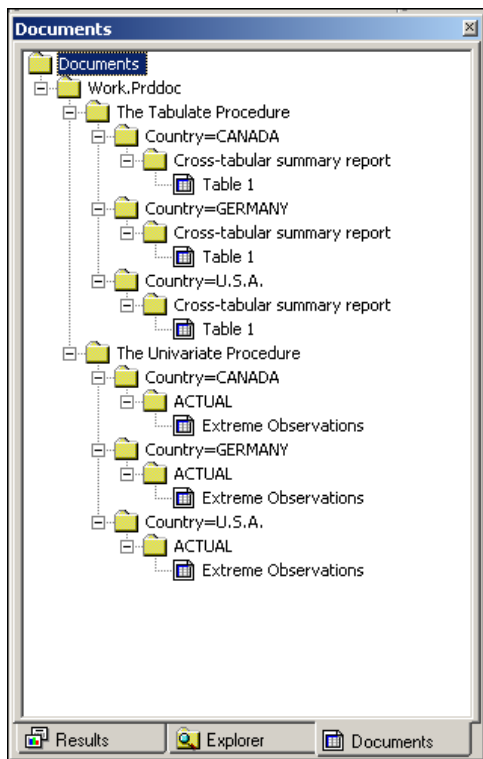 Documents
Documents
Work.Prddoc
The Tabulate Procedure
Country=CANADA
Cross-tabular summary report
Table 1
Country=GERMANY
Cross-tabular summary report
Table 1
Country=U.S.A.
Cross-tabular summary report
Table 1
The Univariate Procedure
Country=CANADA
ACTUAL
Extreme Observations
Country=GERMANY
ACTUAL
Extreme Observations
Country=U.S.A.
ACTUAL
Extreme Observations
Results Explorer Documents